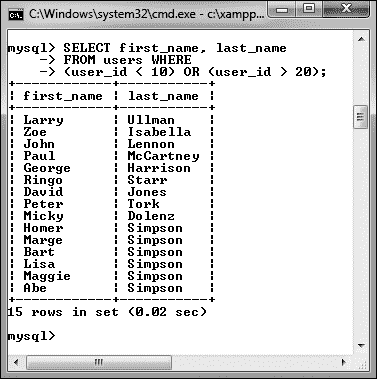 C:\Windows\system32\cmd.exe - c:\xampp...
mysql> SELECT first_name, last_name
    -> FROM users WHERE
    -> (user_id < 10) OR (user_id > 20);
+------------+-----------+
| first_name | last_name |
+------------+-----------+
| Larry      | Ullman    |
| Zoe        | Isabella  |
| John       | Lennon    |
| Paul       | McCartney |
| George     | Harrison  |
| Ringo      | Starr     |
| David      | Jones     |
| Peter      | Tork      |
| Micky      | Dolenz    |
| Homer      | Simpson   |
| Marge      | Simpson   |
| Bart       | Simpson   |
| Lisa       | Simpson   |
| Maggie     | Simpson   |
| Abe        | Simpson   |
+------------+-----------+
15 rows in set (0.02 sec)
mysql>